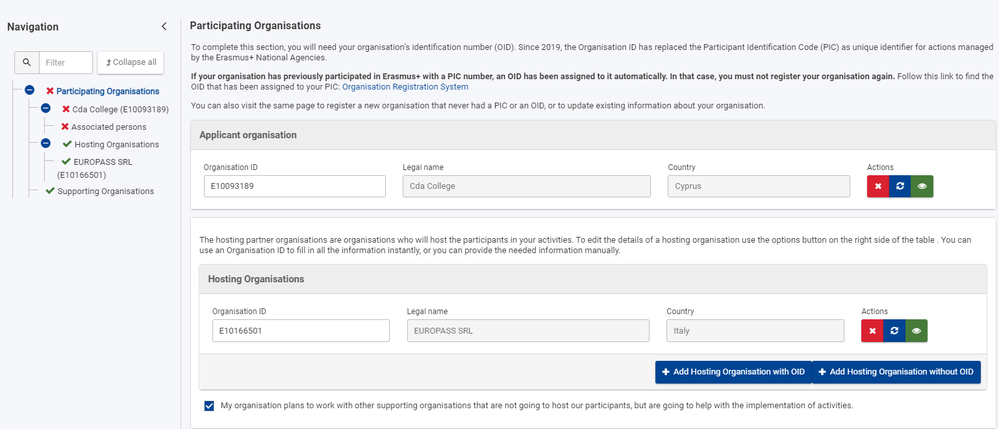 Navigation
Filter
Collapse all
Participating Organisations
Cda College (E10093189)
Associated persons
Hosting Organisations
EUROPASS SRL
(E10166501)
Supporting Organisations
Participating Organisations
To complete this section, you will need your organisation's identification number (OID). Since 2019, the Organisation ID has replaced the Participant Identification Code (PIC) as unique identifier for actions managed
by the Erasmus+ National Agencies.
If your organisation has previously participated in Erasmus+ with a PIC number, an OID has been assigned to it automatically. In that case, you must not register your organisation again. Follow this link to find the
OID that has been assigned to your PIC: Organisation Registration System
You can also visit the same page to register a new organisation that never had a PIC or an OID, or to update existing information about your organisation.
Applicant organisation
Organisation ID Legal name Country Actions
E10093189 Cda College Cyprus
The hosting partner organisations are organisations who will host the participants in your activities. To edit the details of a hosting organisation use the options button on the right side of the table . You can
use an Organisation ID to fill in all the information instantly, or you can provide the needed information manually.
Hosting Organisations
Organisation ID Legal name Country Actions
E10166501 EUROPASS SRL Italy
+ Add Hosting Organisation with OID + Add Hosting Organisation without OID
My organisation plans to work with other supporting organisations that are not going to host our participants, but are going to help with the implementation of activities.